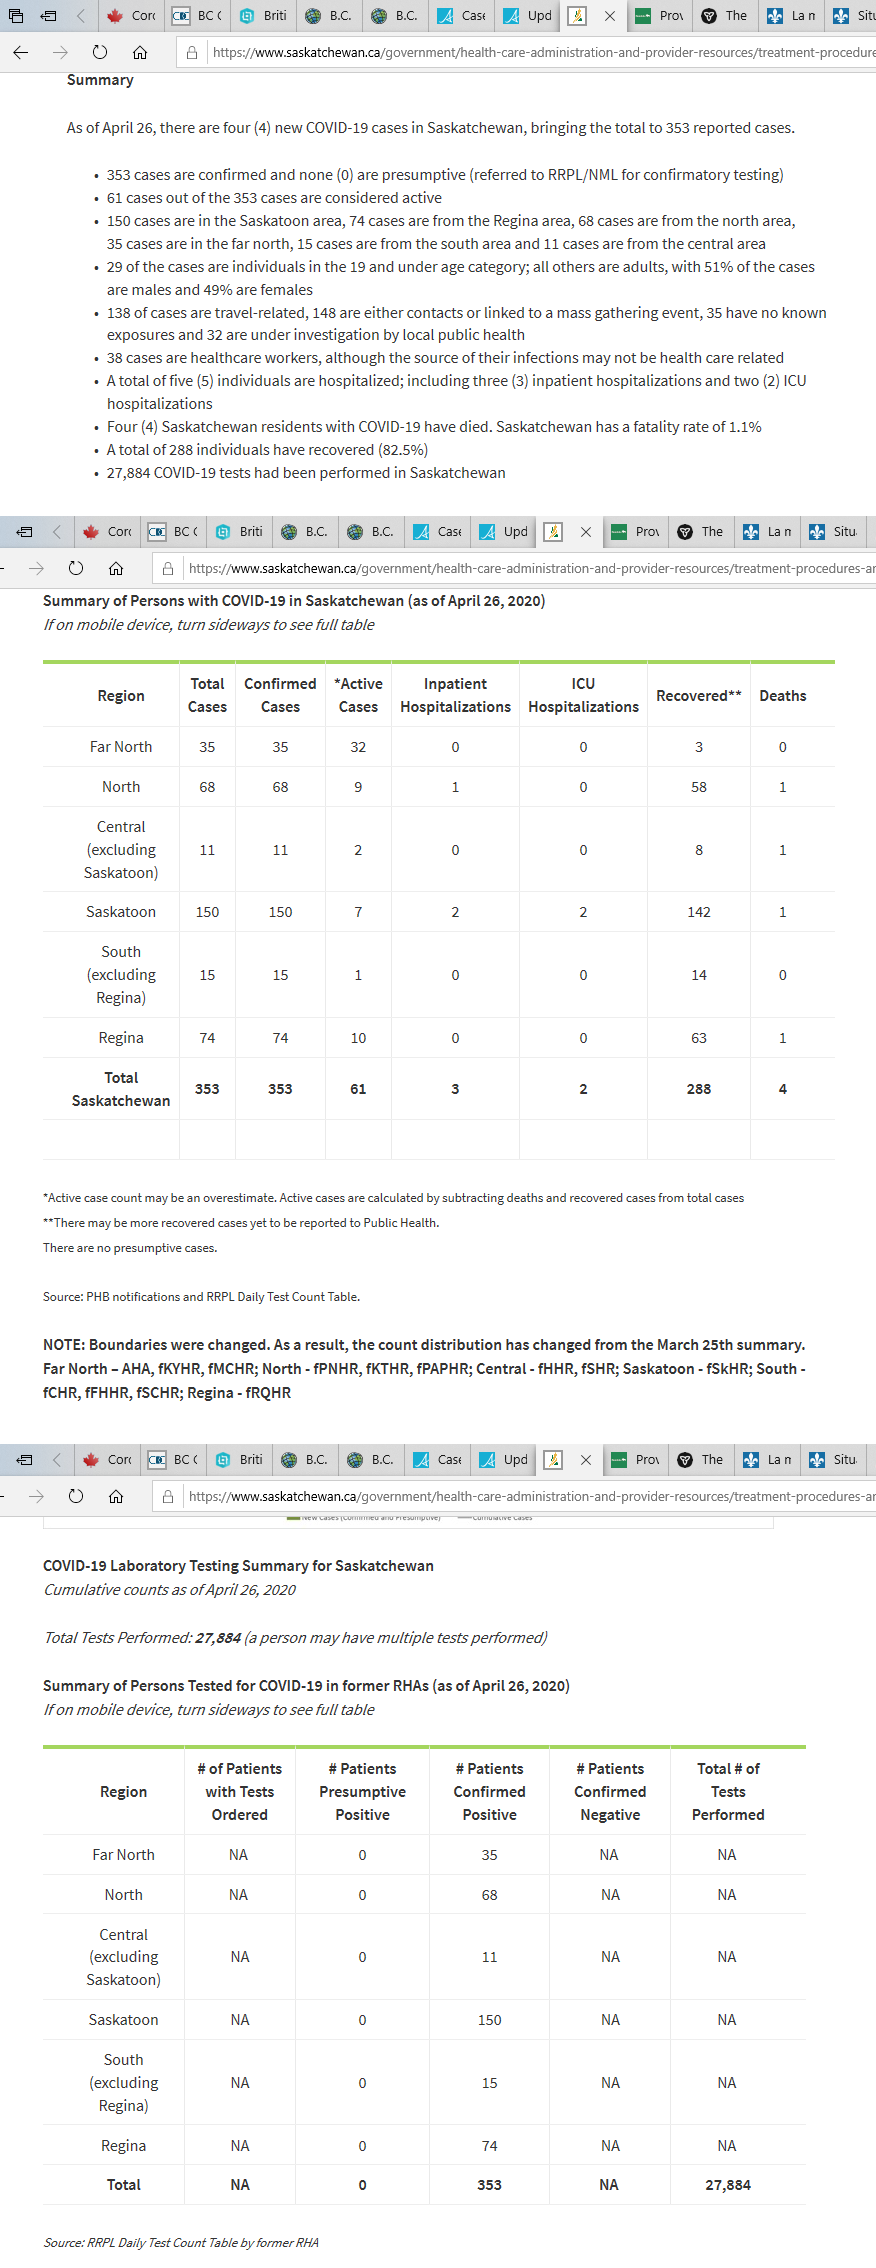 Coro
BC C
Briti
B.C.
B.C.
Case
Upd
Prov
The
La m
Situ
https://www.saskatchewan.ca/government/health-care-administration-and-provider-resources/treatment-procedure
Summary
As of April 26, there are four (4) new COVID-19 cases in Saskatchewan, bringing the total to 353 reported cases.
• 353 cases are confirmed and none (0) are presumptive (referred to RRPL/NML for confirmatory testing)
• 61 cases out of the 353 cases are considered active
• 150 cases are in the Saskatoon area, 74 cases are from the Regina area, 68 cases are from the north area,
35 cases are in the far north, 15 cases are from the south area and 11 cases are from the central area
• 29 of the cases are individuals in the 19 and under age category; all others are adults, with 51% of the cases
are males and 49% are females
• 138 of cases are travel-related, 148 are either contacts or linked to a mass gathering event, 35 have no known
exposures and 32 are under investigation by local public health
• 38 cases are healthcare workers, although the source of their infections may not be health care related
• A total of five (5) individuals are hospitalized; including three (3) inpatient hospitalizations and two (2) ICU
hospitalizations
• Four (4) Saskatchewan residents with COVID-19 have died. Saskatchewan has a fatality rate of 1.1%
• A total of 288 individuals have recovered (82.5%)
• 27,884 COVID-19 tests had been performed in Saskatchewan
Coro
BC C
Briti
B.C.
B.C.
Case
Upd
Prov
The
La m
Situ
https://www.saskatchewan.ca/government/health-care-administration-and-provider-resources/treatment-procedures-ar
Summary of Persons with COVID-19 in Saskatchewan (as of April 26, 2020)
If on mobile device, turn sideways to see full table
Region Total Cases Confirmed Cases *Active Cases Inpatient Hospitalizations ICU Hospitalizations Recovered** Deaths
Far North 35 35 32 0 0 3 0
North 68 68 9 1 0 58 1
Central (excluding Saskatoon) 11 11 2 0 0 8 1
Saskatoon 150 150 7 2 2 142 1
South (excluding Regina) 15 15 1 0 0 14 0
Regina 74 74 10 0 0 63 1
Total Saskatchewan 353 353 61 3 2 288 4
*Active case count may be an overestimate. Active cases are calculated by subtracting deaths and recovered cases from total cases
**There may be more recovered cases yet to be reported to Public Health.
There are no presumptive cases.
Source: PHB notifications and RRPL Daily Test Count Table.
NOTE: Boundaries were changed. As a result, the count distribution has changed from the March 25th summary.
Far North – AHA, fKYHR, fMCHR; North - fPNHR, fKTHR, fPAPHR; Central - fHHR, fSHR; Saskatoon - fSkHR; South -
fCHR, fFHHR, fSCHR; Regina - fRQHR
Coro
BC C
Briti
B.C.
B.C.
Case
Upd
Prov
The
La m
Situ
https://www.saskatchewan.ca/government/health-care-administration-and-provider-resources/treatment-procedures-ar
New Cases (Confirmed and Presumptive) Cumulative Cases
COVID-19 Laboratory Testing Summary for Saskatchewan
Cumulative counts as of April 26, 2020
Total Tests Performed: 27,884 (a person may have multiple tests performed)
Summary of Persons Tested for COVID-19 in former RHAs (as of April 26, 2020)
If on mobile device, turn sideways to see full table
Region # of Patients with Tests Ordered # Patients Presumptive Positive # Patients Confirmed Positive # Patients Confirmed Negative Total # of Tests Performed
Far North NA 0 35 NA NA
North NA 0 68 NA NA
Central (excluding Saskatoon) NA 0 11 NA NA
Saskatoon NA 0 150 NA NA
South (excluding Regina) NA 0 15 NA NA
Regina NA 0 74 NA NA
Total NA 0 353 NA 27,884
Source: RRPL Daily Test Count Table by former RHA